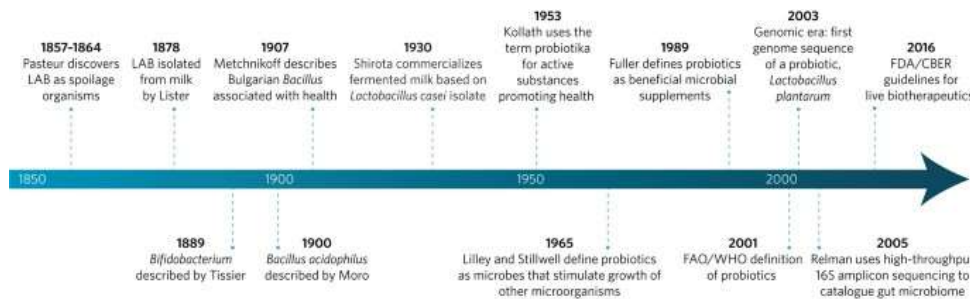 1857-1864
Pasteur discovers
LAB as spoilage
organisms
1878
LAB isolated
from milk
by Lister
1907
Metchnikoff describes
Bulgarian Bacillus
associated with health
1930
Shirota commercializes
fermented milk based on
Lactobacillus casei isolate
1953
Kollath uses the
term probiotika
for active
substances
promoting health
1989
Fuller defines probiotics
as beneficial microbial
supplements
2003
Genomic era: first
genome sequence
of a probiotic,
Lactobacillus
plantarum
2016
FDA/CBER
guidelines for
live biotherapeutics
1850
1900
1950
2000
1889
Bifidobacterium
described by Tissier
1900
Bacillus acidophilus
described by Moro
1965
Lilley and Stillwell define probiotics
as microbes that stimulate growth of
other microorganisms
2001
FAO/WHO definition
of probiotics
2005
Relman uses high-throughpu
16S amplicon sequencing to
catalogue gut microbiome